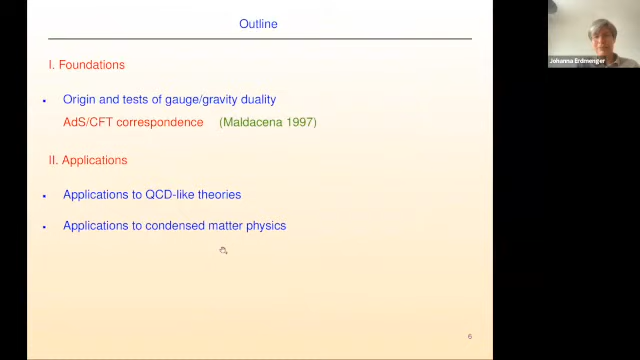 Outline
I. Foundations
• Origin and tests of gauge/gravity duality
AdS/CFT correspondence (Maldacena 1997)
II. Applications
• Applications to QCD-like theories
• Applications to condensed matter physics
6
Johanna Erdmenger